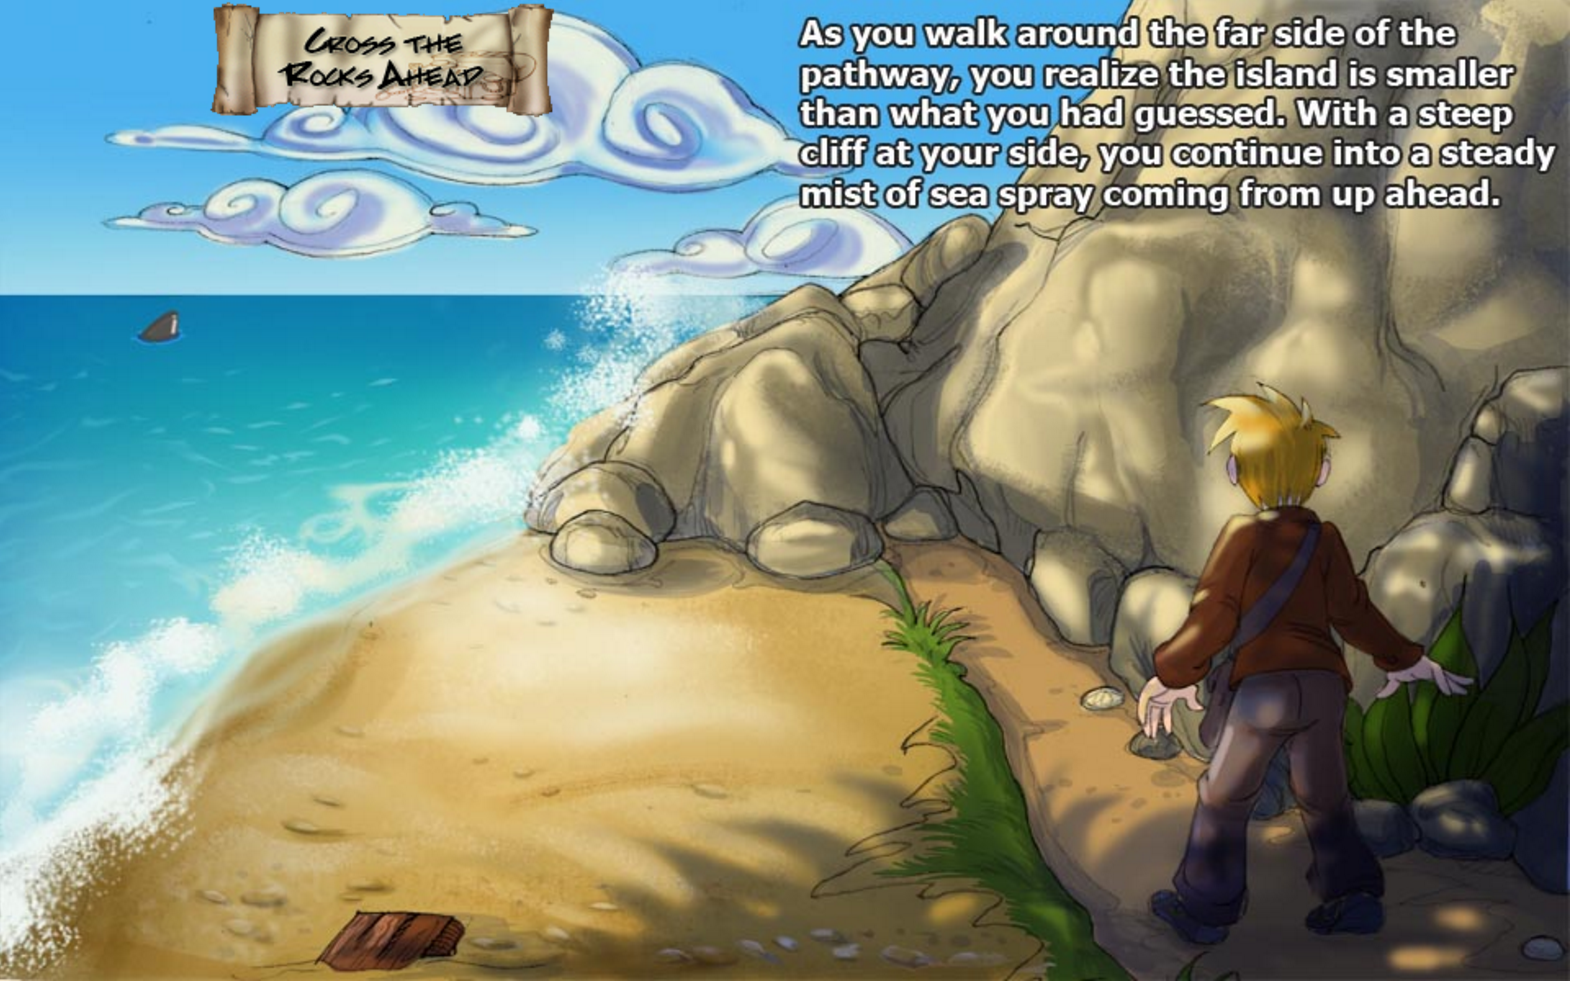 Cross the
Rocks Ahead
As you walk around the far side of the
pathway, you realize the island is smaller
than what you had guessed. With a steep
cliff at your side, you continue into a steady
mist of sea spray coming from up ahead.